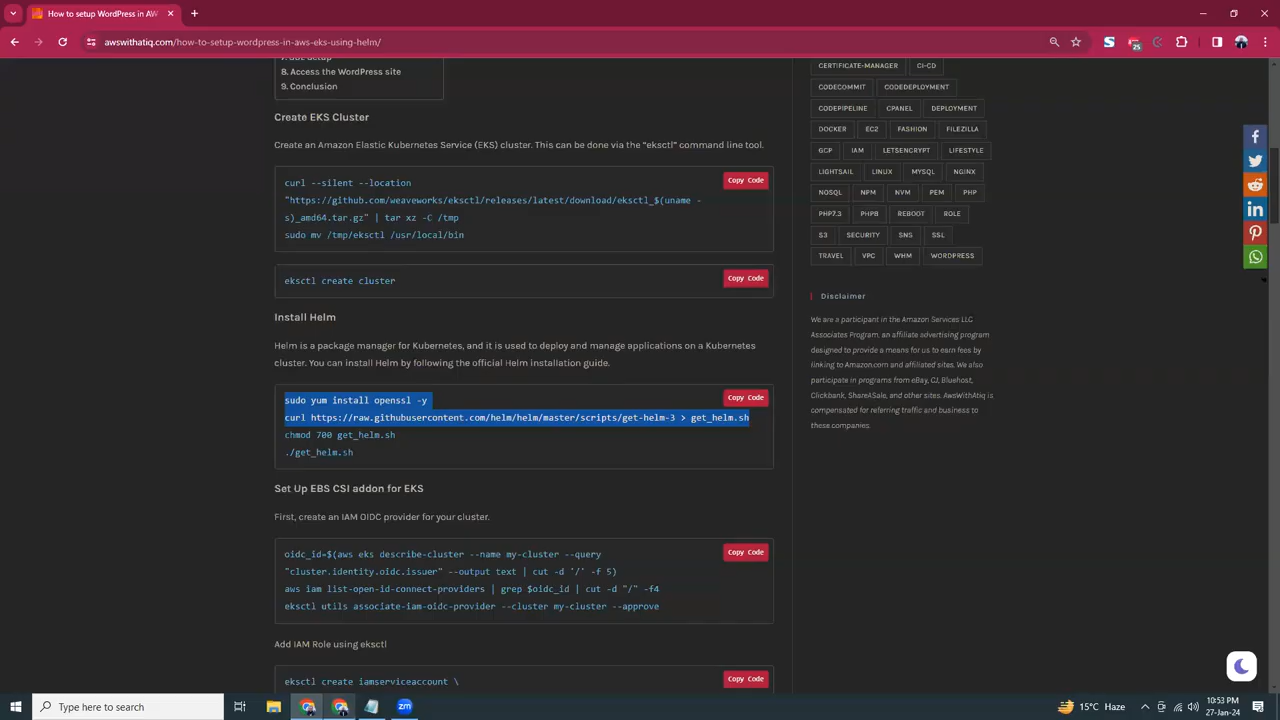 How to setup WordPress in AW
awswithatiq.com/how-to-setup-wordpress-in-aws-eks-using-helm/
25
8. Access the WordPress site
9. Conclusion
Create EKS Cluster
Create an Amazon Elastic Kubernetes Service (EKS) cluster. This can be done via the “eksctl” command line tool.
Copy Code
curl --silent --location
"https://github.com/weaveworks/eksctl/releases/latest/download/eksctl_$(uname -
s)_amd64.tar.gz" | tar xz -C /tmp
sudo mv /tmp/eksctl /usr/local/bin
Copy Code
eksctl create cluster
Install Helm
Helm is a package manager for Kubernetes, and it is used to deploy and manage applications on a Kubernetes
cluster. You can install Helm by following the official Helm installation guide.
Copy Code
sudo yum install openssl -y
curl https://raw.githubusercontent.com/helm/helm/master/scripts/get-helm-3 > get_helm.sh
chmod 700 get_helm.sh
./get_helm.sh
Set Up EBS CSI addon for EKS
First, create an IAM OIDC provider for your cluster.
Copy Code
oidc_id=$(aws eks describe-cluster --name my-cluster --query
"cluster.identity.oidc.issuer" --output text | cut -d '/' -f 5)
aws iam list-open-id-connect-providers | grep $oidc_id | cut -d "/" -f4
eksctl utils associate-iam-oidc-provider --cluster my-cluster --approve
Add IAM Role using eksctl
Copy Code
eksctl create iamserviceaccount \
CERTIFICATE-MANAGER CI-CD
CODECOMMIT CODEDEPLOYMENT
CODEPIPELINE CPANEL DEPLOYMENT
DOCKER EC2 FASHION FILEZILLA
GCP IAM LETSENCRYPT LIFESTYLE
LIGHTSAIL LINUX MYSQL NGINX
NOSQL NPM NVM PEM PHP
PHP7.3 PHP8 REBOOT ROLE
S3 SECURITY SNS SSL
TRAVEL VPC WHM WORDPRESS
Disclaimer
We are a participant in the Amazon Services LLC
Associates Program, an affiliate advertising program
designed to provide a means for us to earn fees by
linking to Amazon.com and affiliated sites. We also
participate in programs from eBay, CJ, Bluehost,
Clickbank, ShareASale, and other sites. AwsWithAtiq is
compensated for referring traffic and business to
these companies.
Type here to search
zm
15°C Haze
10:53 PM
27-Jan-24